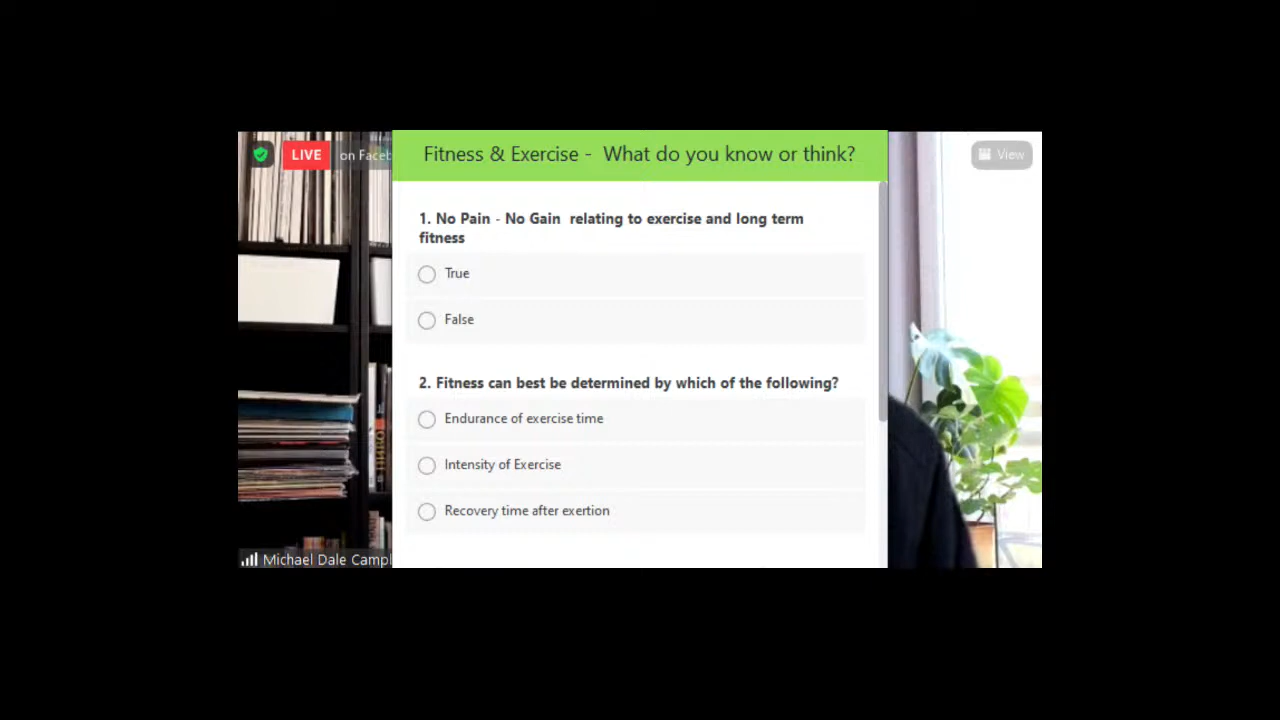 LIVE
on Faceb
Fitness & Exercise - What do you know or think?
View
1. No Pain - No Gain relating to exercise and long term
fitness
True
False
2. Fitness can best be determined by which of the following?
Endurance of exercise time
Intensity of Exercise
Recovery time after exertion
Michael Dale Campl